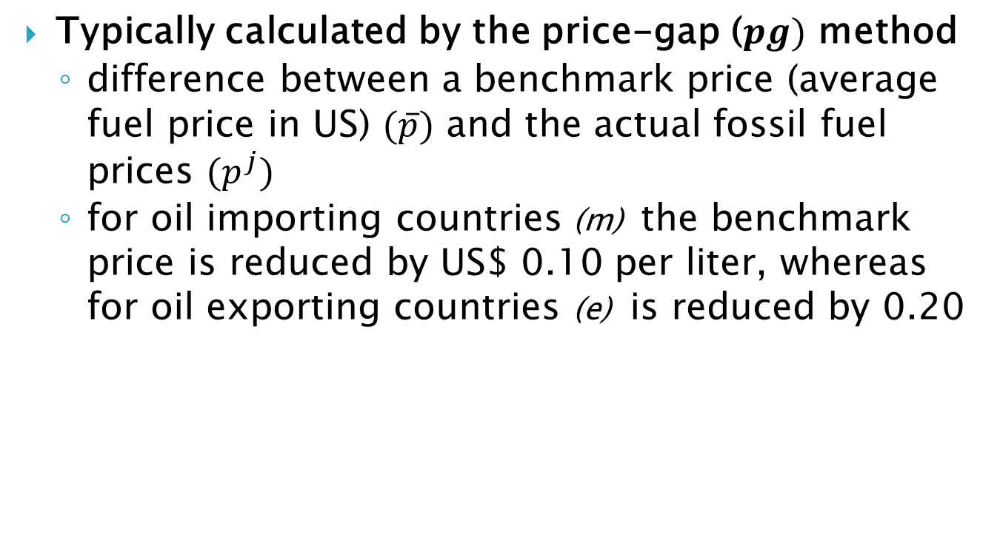 Typically calculated by the price-gap (pg) method
difference between a benchmark price (average
fuel price in US) (p̄) and the actual fossil fuel
prices (pʲ)
for oil importing countries (m) the benchmark
price is reduced by US$ 0.10 per liter, whereas
for oil exporting countries (e) is reduced by 0.20